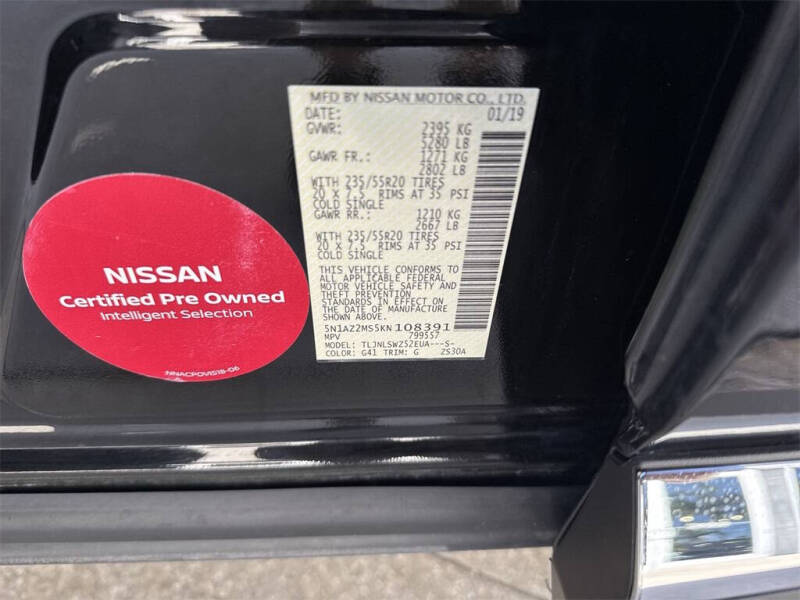 MFD BY NISSAN MOTOR CO., LTD.
DATE: 01/19
GVWR: 2395 KG
5280 LB
GAWR FR.: 1271 KG
2802 LB
WITH 235/55R20 TIRES
20 X 7.5 RIMS AT 35 PSI
COLD SINGLE
GAWR RR.: 1210 KG
2667 LB
WITH 235/55R20 TIRES
20 X 7.5 RIMS AT 35 PSI
COLD SINGLE
THIS VEHICLE CONFORMS TO
ALL APPLICABLE FEDERAL
MOTOR VEHICLE SAFETY AND
THEFT PREVENTION
STANDARDS IN EFFECT ON
THE DATE OF MANUFACTURE
SHOWN ABOVE.
5N1AZ2MS5KN108391
MPV 799557
MODEL: TLJNLSWZ52EUA---S-
COLOR: G41 TRIM: G ZS30A
NISSAN
Certified Pre Owned
Intelligent Selection
NNACPOVIS18-06